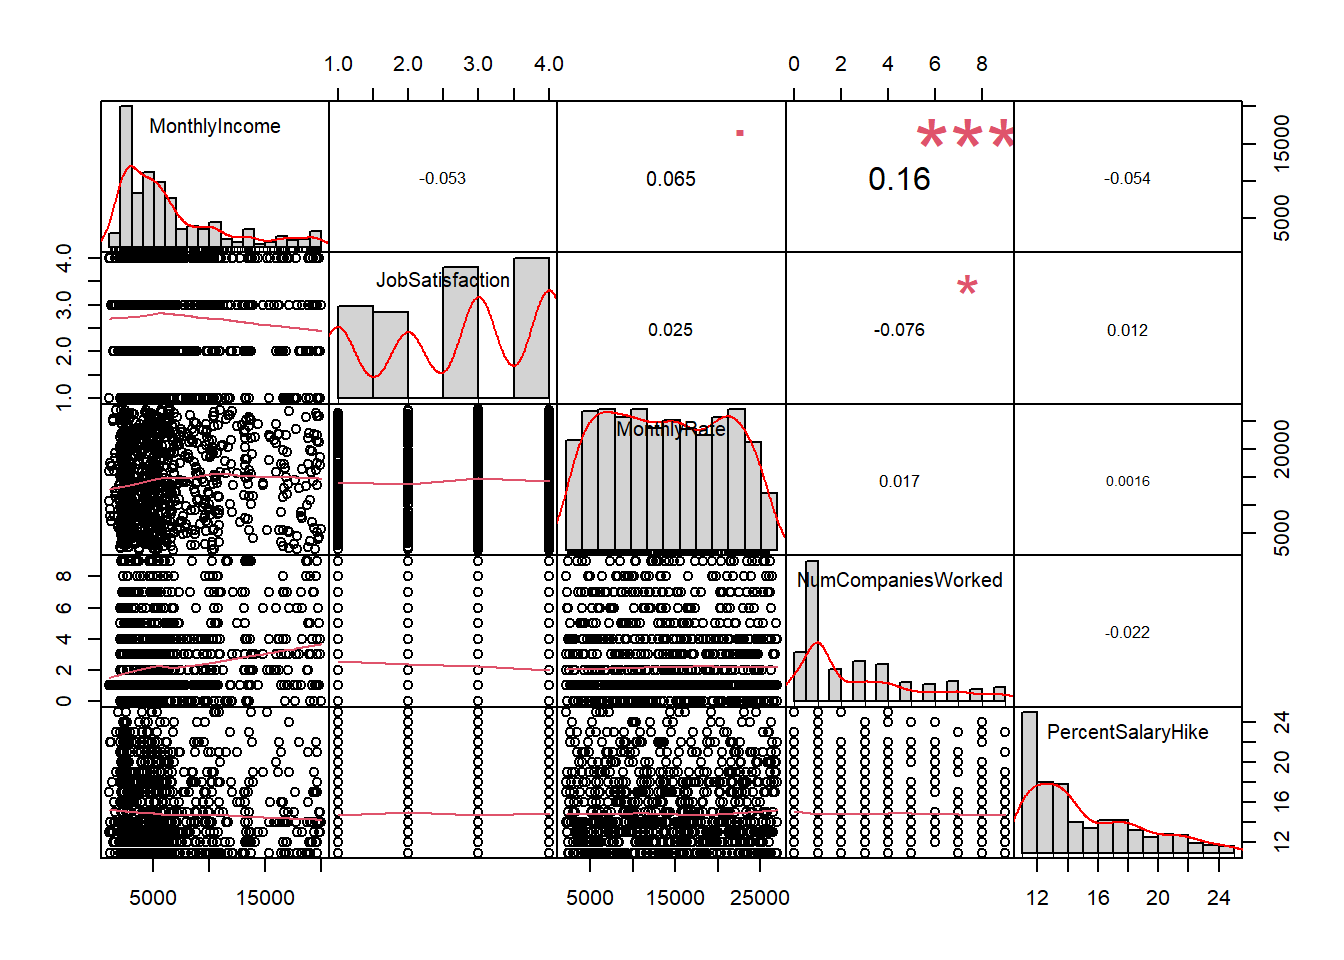 1.0 2.0 3.0 4.0 0 2 4 6 8
MonthlyIncome
-0.053
0.065
.
0.16
***
-0.054
5000 15000
1.0 2.0 3.0 4.0
JobSatisfaction
0.025
-0.076
*
0.012
MonthlyRate
0.017
0.0016
5000 20000
0 2 4 6 8
NumCompaniesWorked
-0.022
PercentSalaryHike
12 16 20 24
5000 15000 5000 15000 25000 12 16 20 24